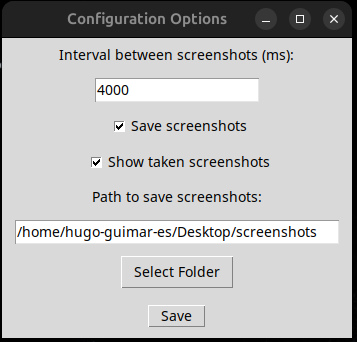 Configuration Options
Interval between screenshots (ms):
4000
Save screenshots
Show taken screenshots
Path to save screenshots:
/home/hugo-guimar-es/Desktop/screenshots
Select Folder
Save